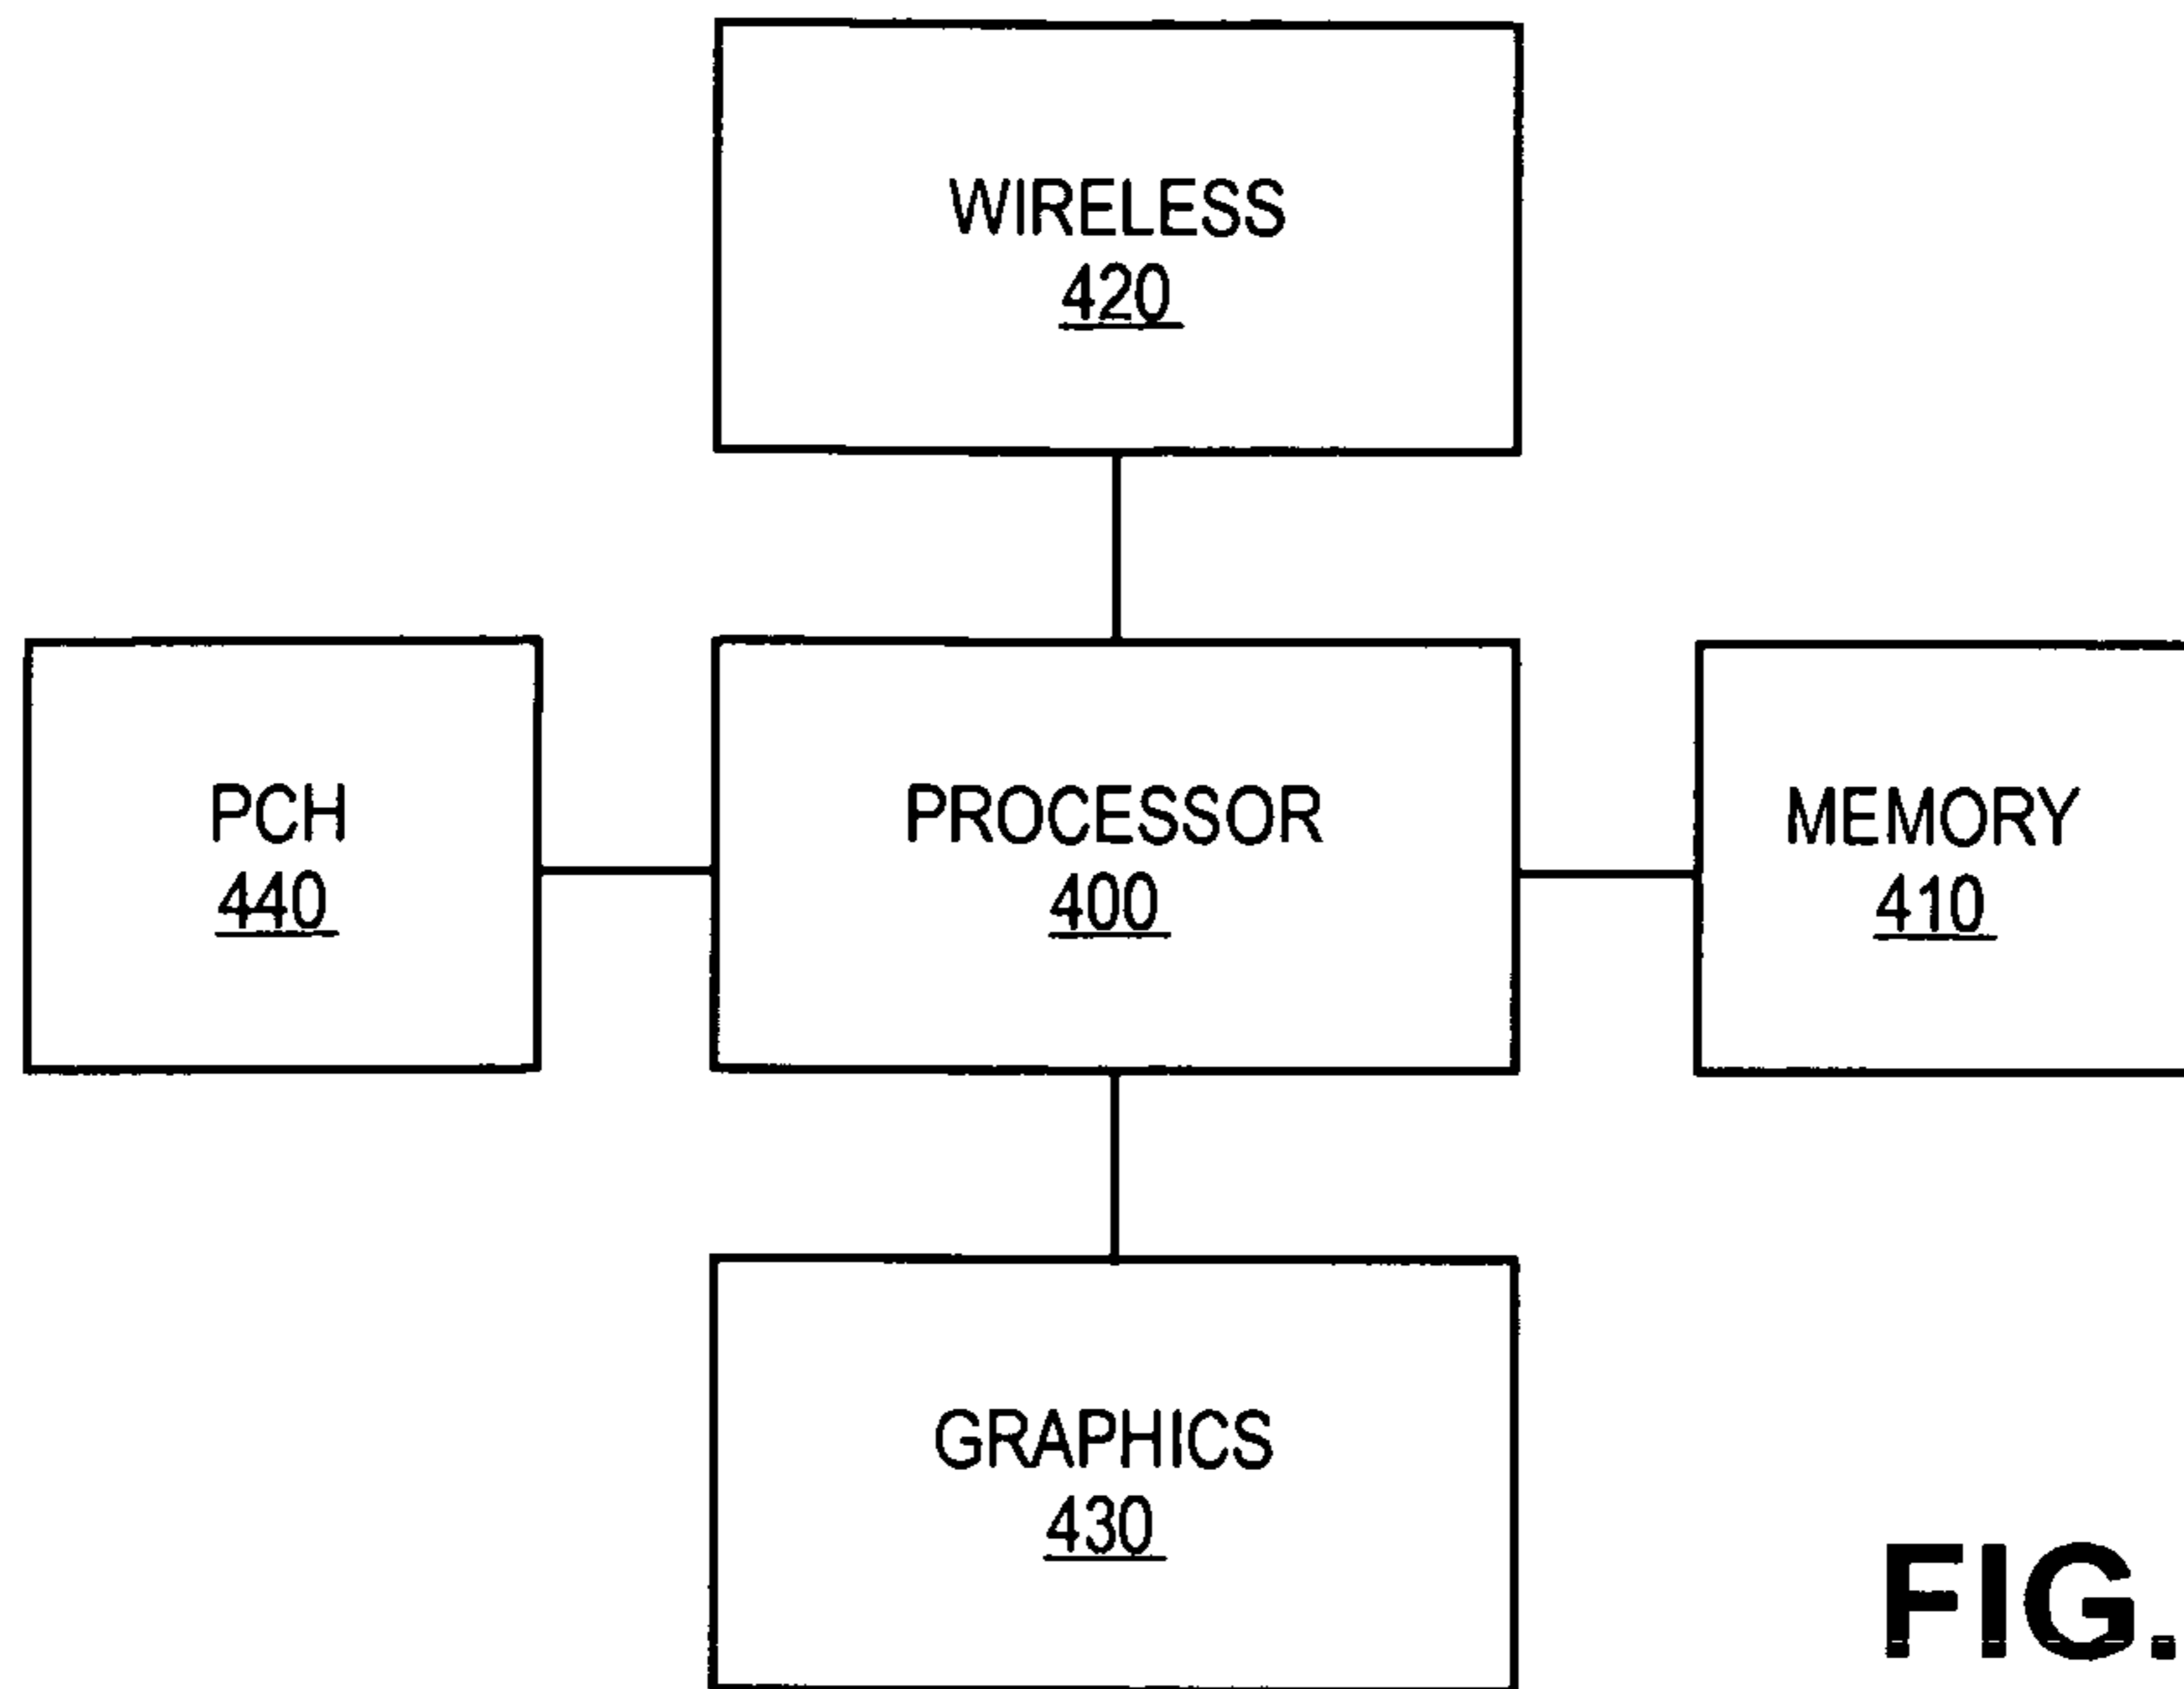 WIRELESS
420
PCH
440
PROCESSOR
400
MEMORY
410
GRAPHICS
430
FIG.